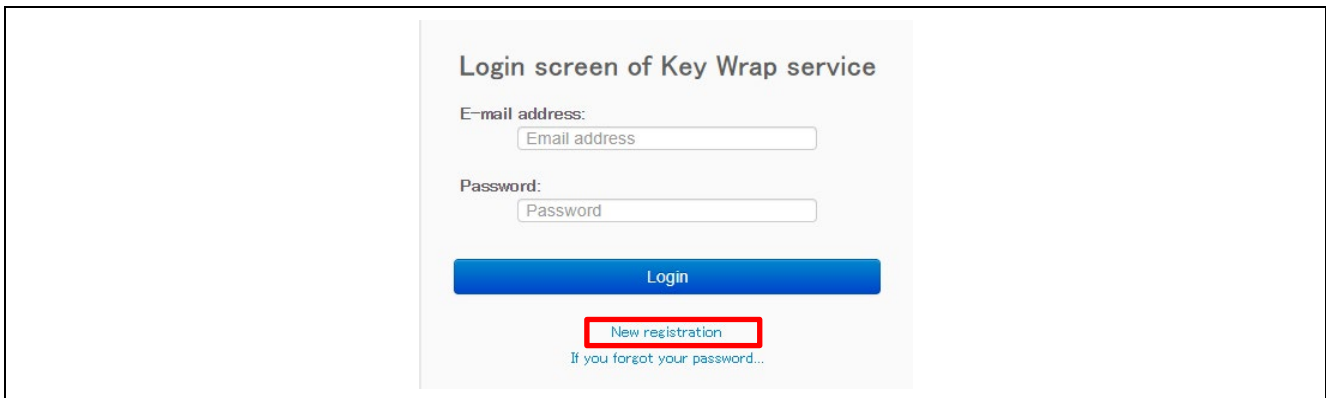 Login screen of Key Wrap service
E-mail address:
Email address
Password:
Password
Login
New registration
If you forgot your password...